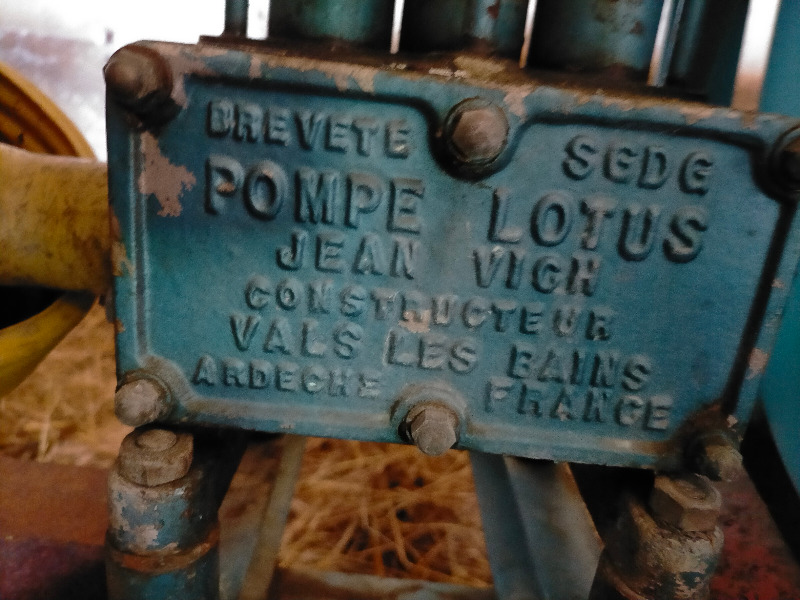 BREVETE SGDG
POMPE LOTUS
JEAN VIGH
CONSTRUCTEUR
VALS LES BAINS
ARDECHE FRANCE